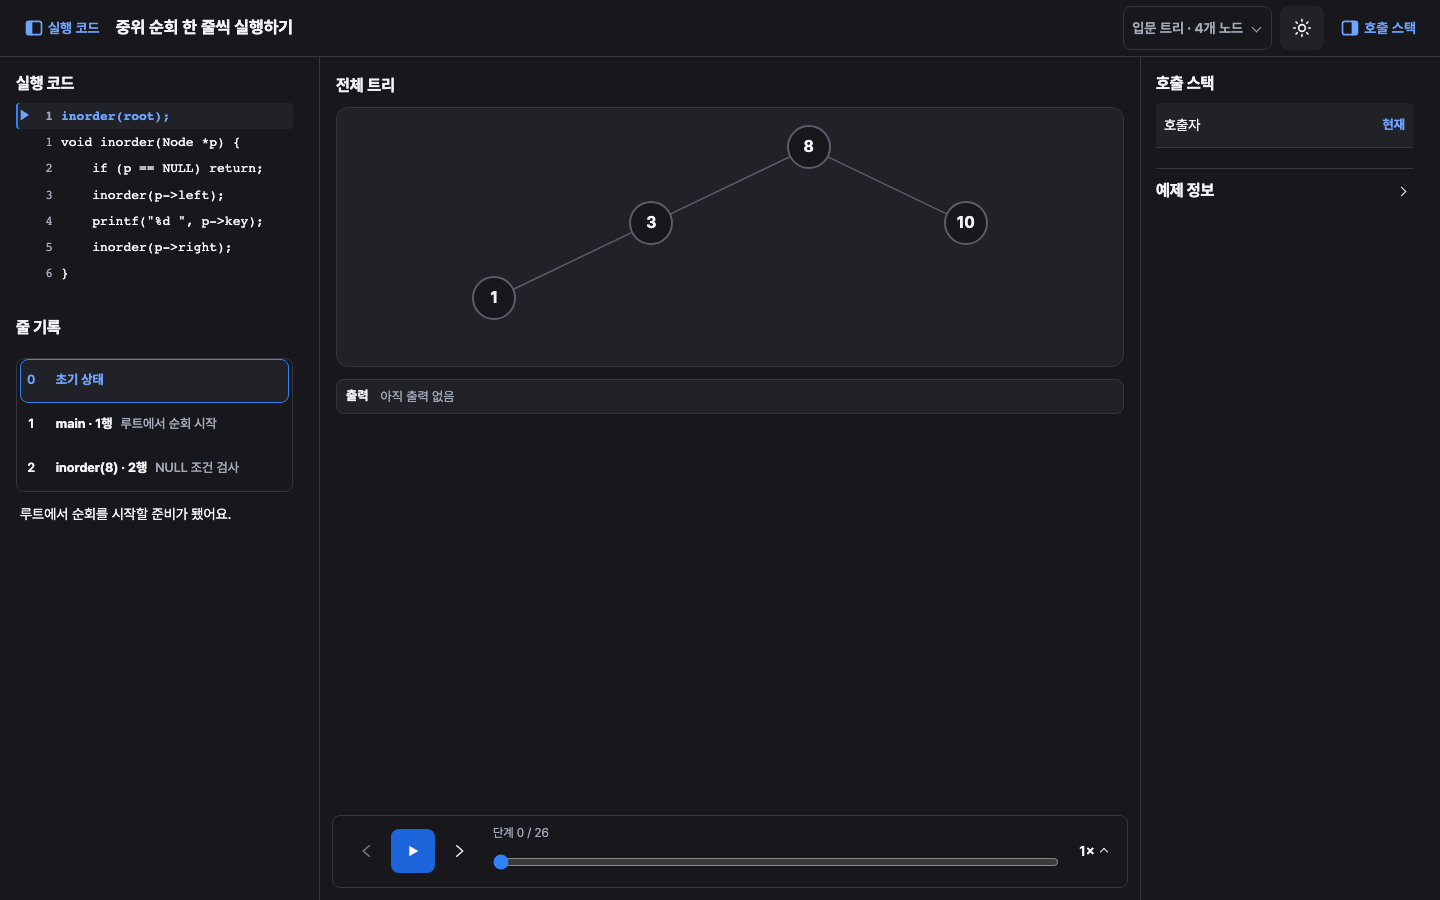 실행 코드
중위 순회 한 줄씩 실행하기
입문 트리 · 4개 노드
호출 스택
실행 코드
1 inorder(root);
1 void inorder(Node *p) {
2 if (p == NULL) return;
3 inorder(p->left);
4 printf("%d ", p->key);
5 inorder(p->right);
6 }
줄 기록
0 초기 상태
1 main · 1행 루트에서 순회 시작
2 inorder(8) · 2행 NULL 조건 검사
루트에서 순회를 시작할 준비가 됐어요.
전체 트리
8
3
10
1
출력 아직 출력 없음
단계 0 / 26
1×
호출 스택
호출자 현재
예제 정보